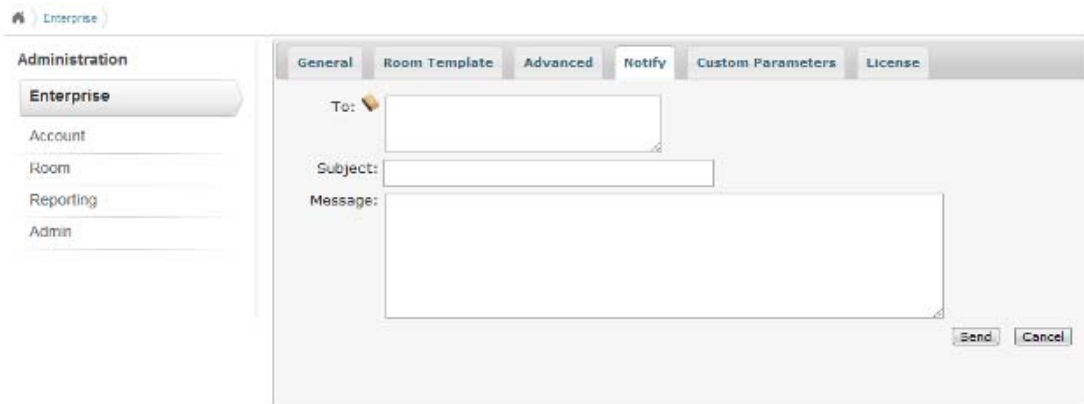 Enterprise
Administration
Enterprise
Account
Room
Reporting
Admin
General Room Template Advanced Notify Custom Parameters License
To:
Subject:
Message:
Send Cancel